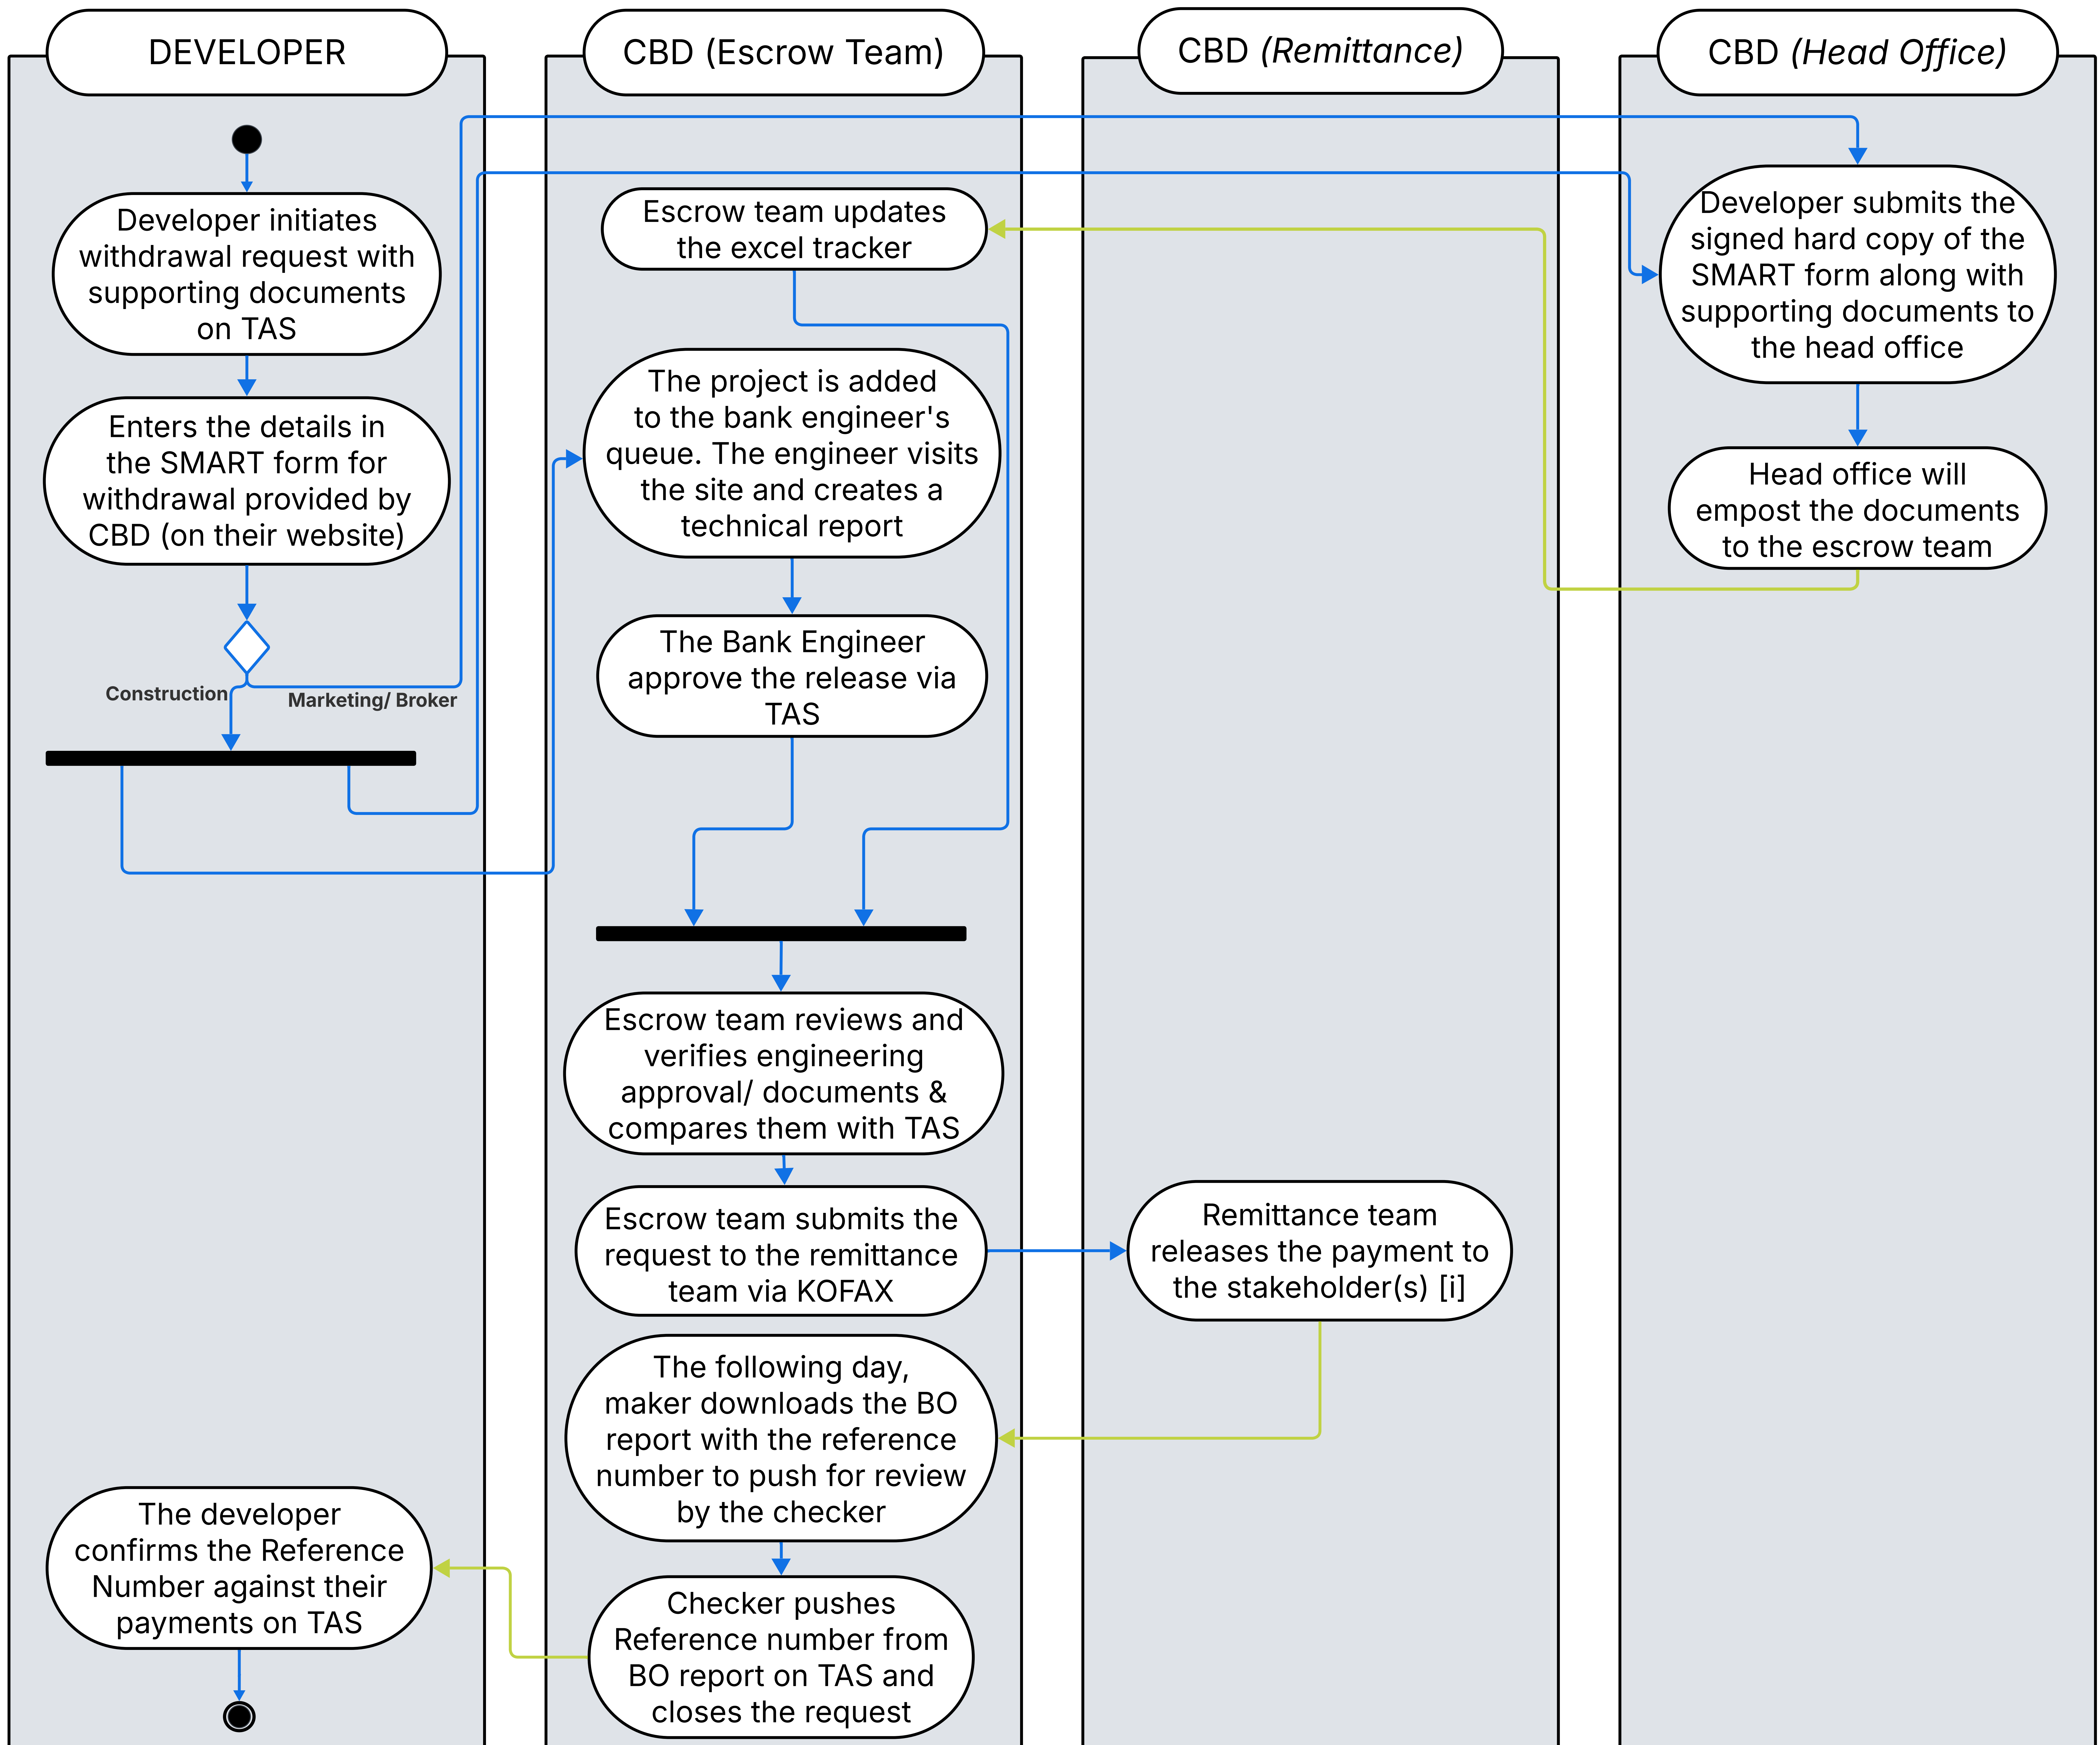 DEVELOPER
CBD (Escrow Team)
CBD (Remittance)
CBD (Head Office)
Developer initiates
withdrawal request with
supporting documents
on TAS
Enters the details in
the SMART form for
withdrawal provided by
CBD (on their website)
Construction
Marketing/ Broker
Escrow team updates
the excel tracker
The project is added
to the bank engineer's
queue. The engineer visits
the site and creates a
technical report
The Bank Engineer
approve the release via
TAS
Developer submits the
signed hard copy of the
SMART form along with
supporting documents to
the head office
Head office will
empost the documents
to the escrow team
Escrow team reviews and
verifies engineering
approval/ documents &
compares them with TAS
Escrow team submits the
request to the remittance
team via KOFAX
Remittance team
releases the payment to
the stakeholder(s) [i]
The following day,
maker downloads the BO
report with the reference
number to push for review
by the checker
Checker pushes
Reference number from
BO report on TAS and
closes the request
The developer
confirms the Reference
Number against their
payments on TAS